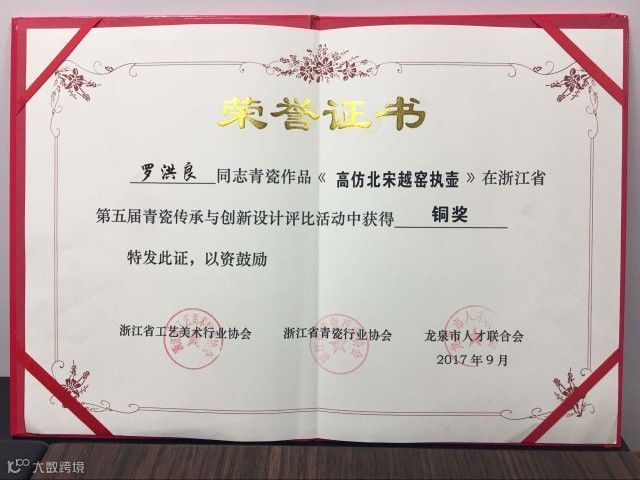 荣誉证书
罗洪良同志青瓷作品《高仿北宋越窑执壶》在浙江省
第五届青瓷传承与创新设计评比活动中获得 铜奖
特发此证，以资鼓励
浙江省工艺美术行业协会 浙江省青瓷行业协会 龙泉市人才联合会
2017年9月
大数跨境